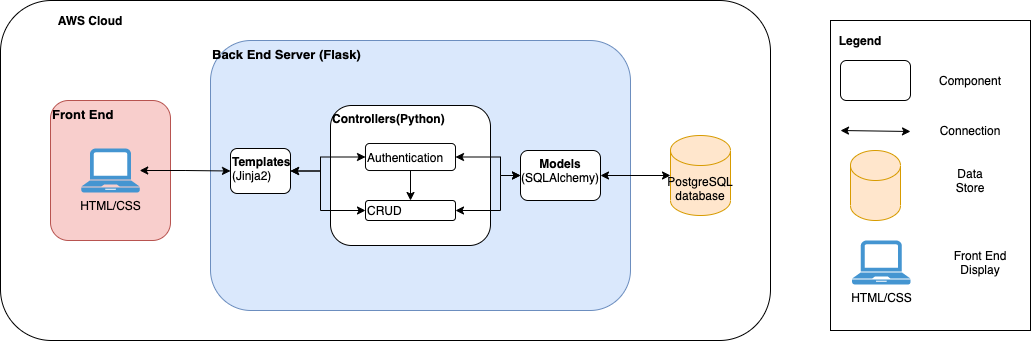 AWS Cloud
Back End Server (Flask)
Front End
HTML/CSS
Templates
(Jinja2)
Controllers(Python)
Authentication
CRUD
Models
(SQLAlchemy)
PostgreSQL
database
Legend
Component
Connection
Data
Store
Front End
Display
HTML/CSS